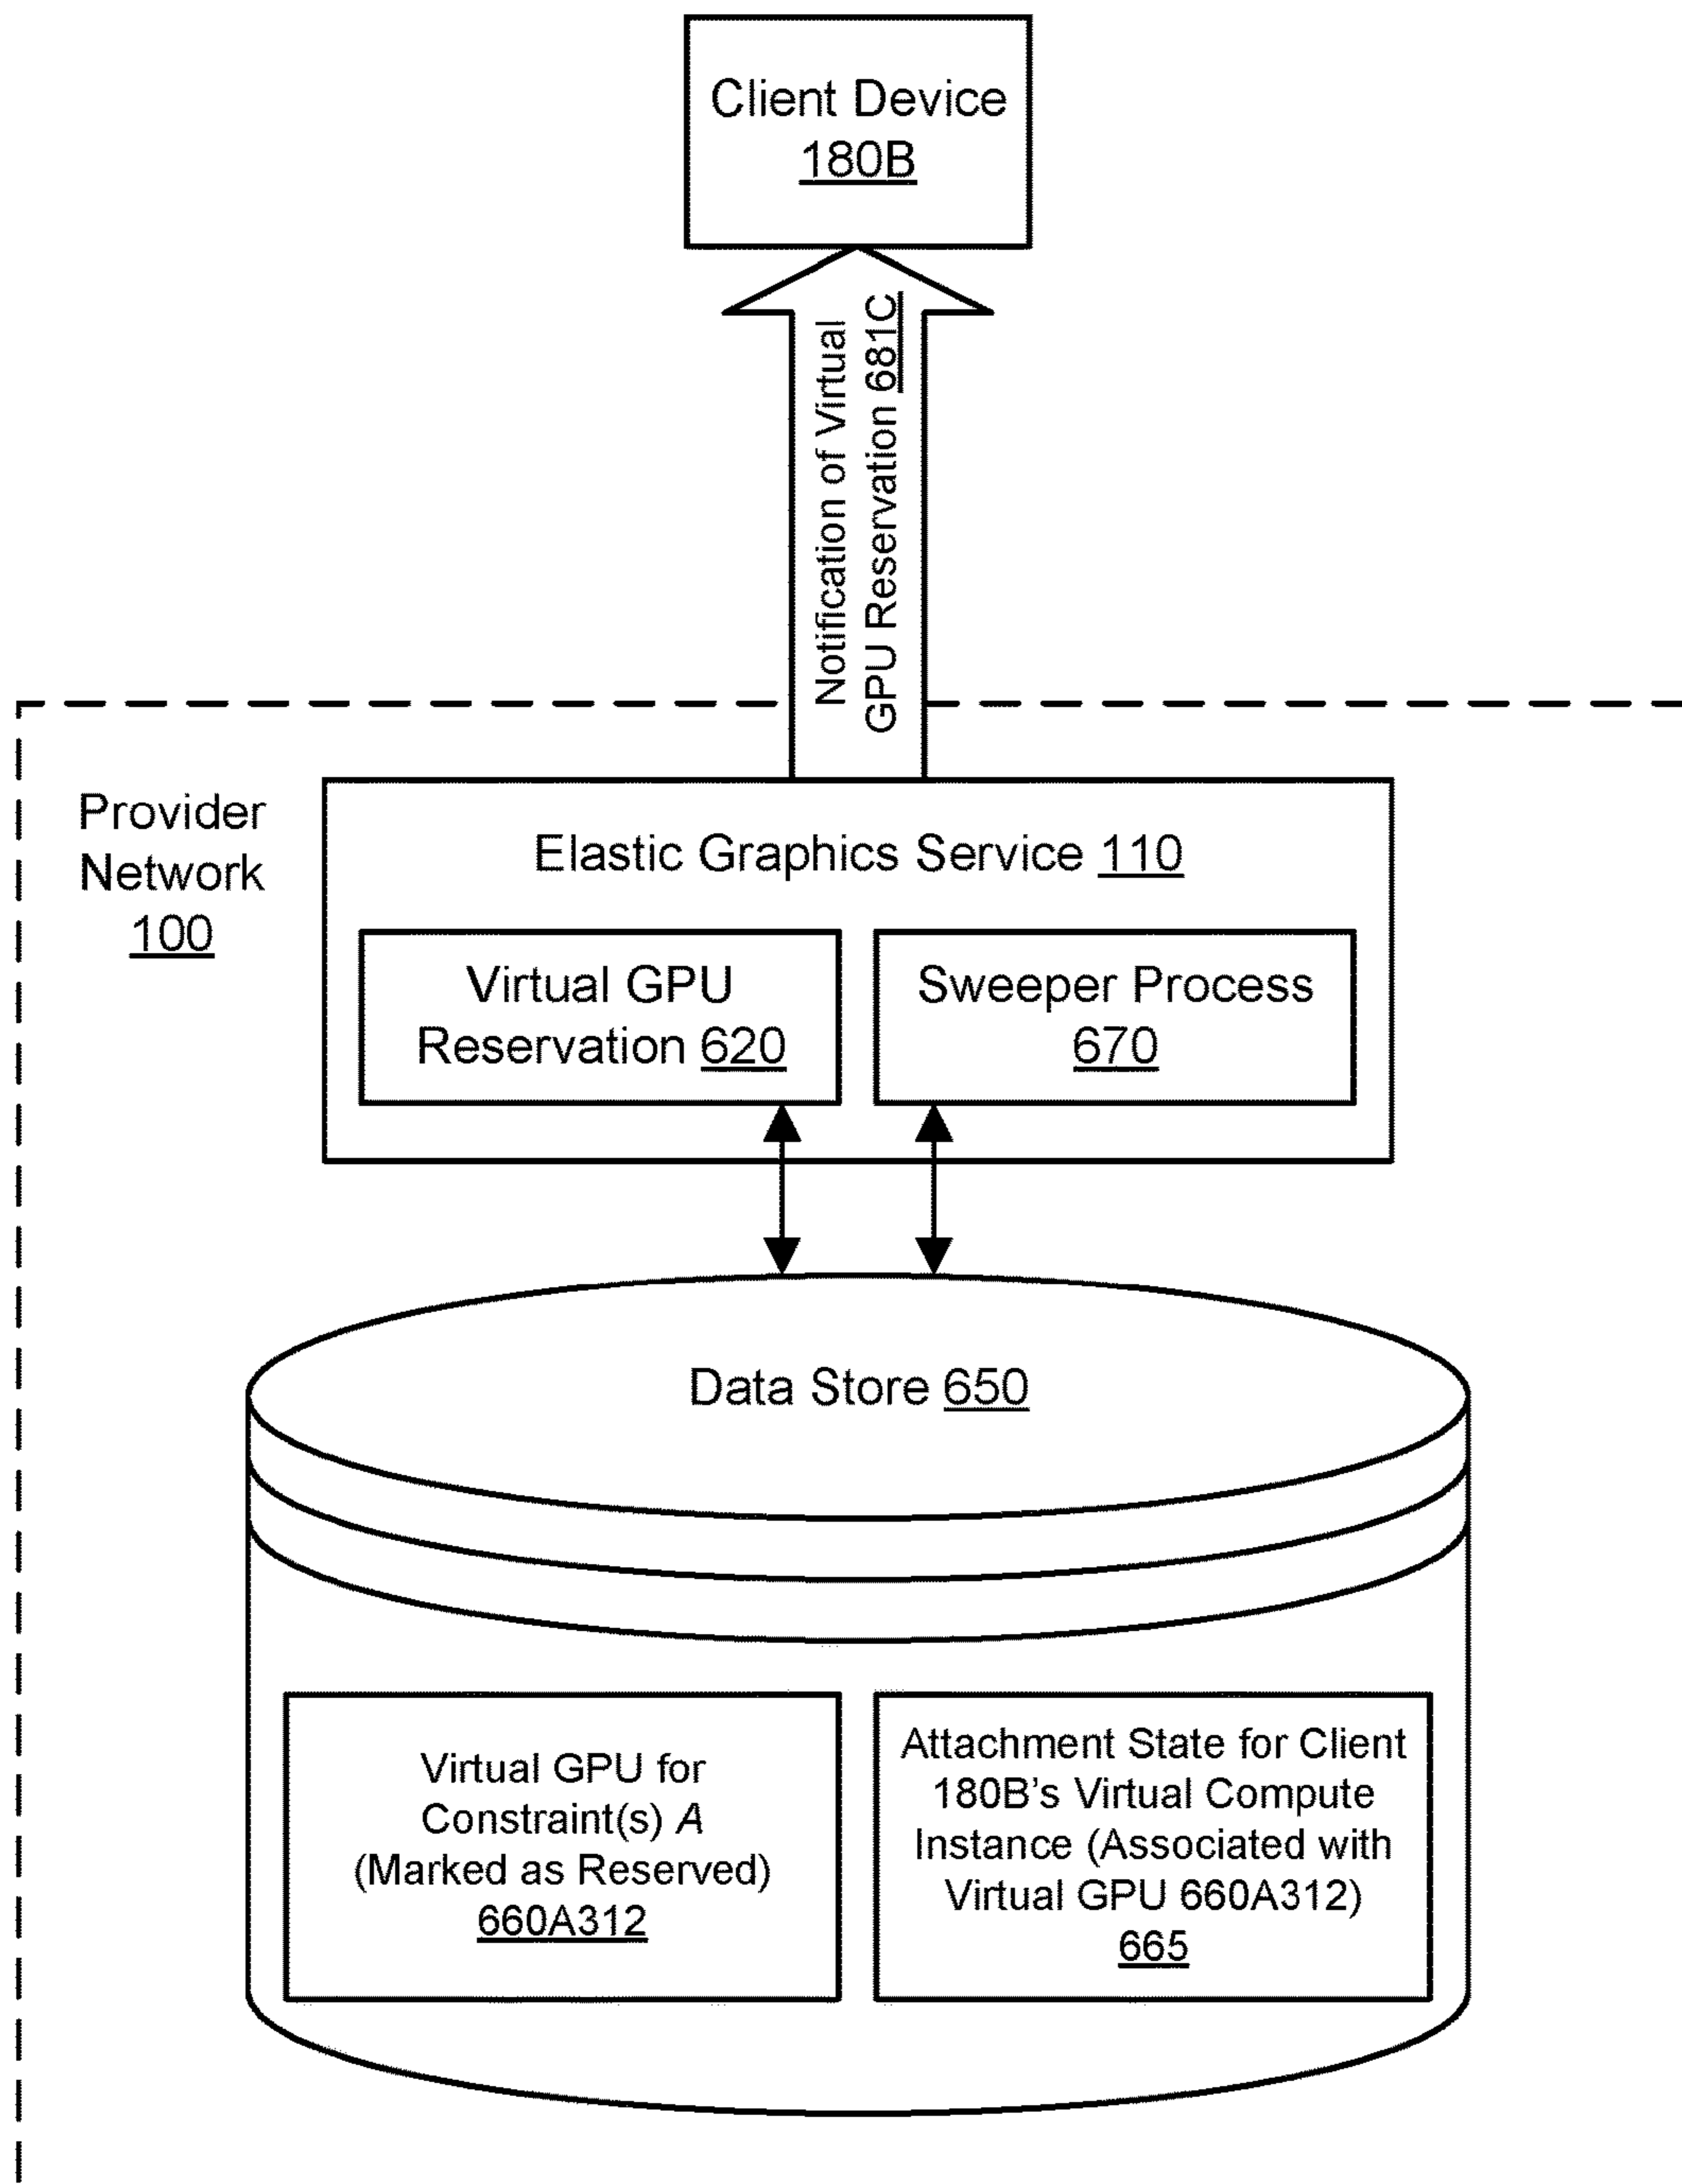 Client Device
180B
Notification of Virtual
GPU Reservation 681C
Provider
Network
100
Elastic Graphics Service 110
Virtual GPU
Reservation 620
Sweeper Process
670
Data Store 650
Virtual GPU for
Constraint(s) A
(Marked as Reserved)
660A312
Attachment State for Client
180B’s Virtual Compute
Instance (Associated with
Virtual GPU 660A312)
665